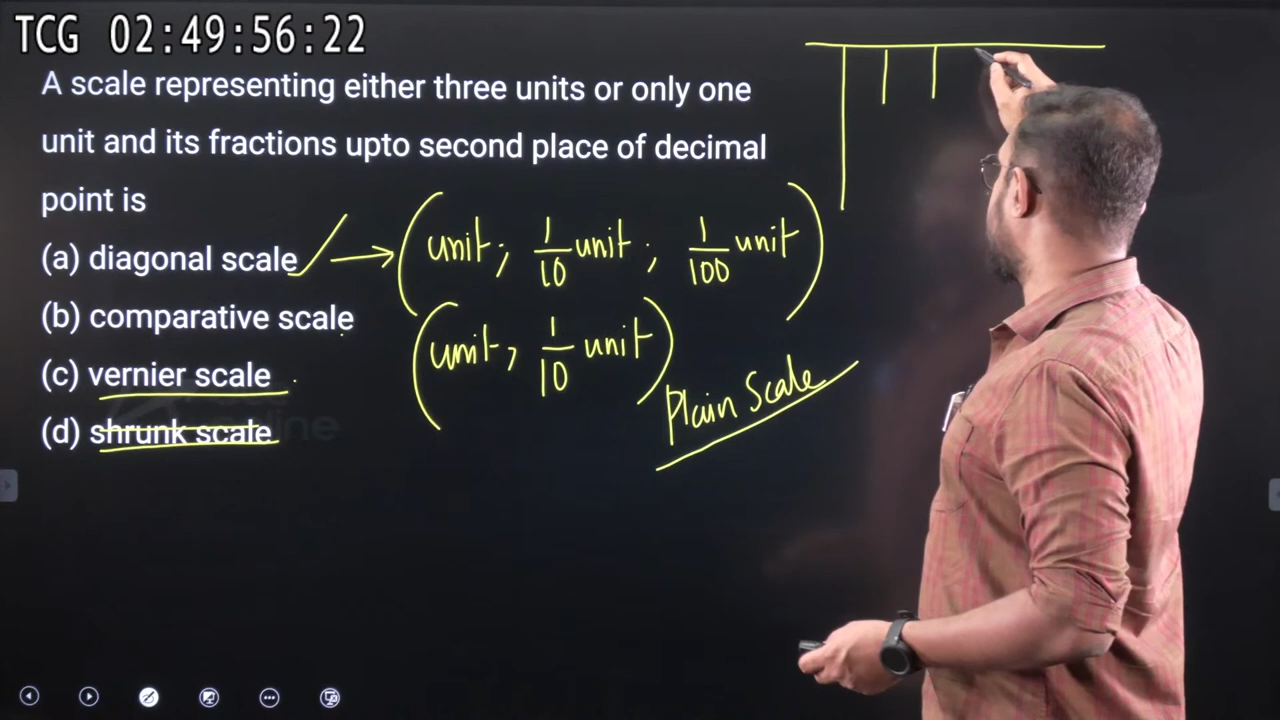 TCG 02:49:56:22
A scale representing either three units or only one
unit and its fractions upto second place of decimal
point is
(a) diagonal scale → (unit; 1/10 unit; 1/100 unit)
(b) comparative scale (unit, 1/10 unit)
(c) vernier scale
Plain Scale
(d) shrunk scale